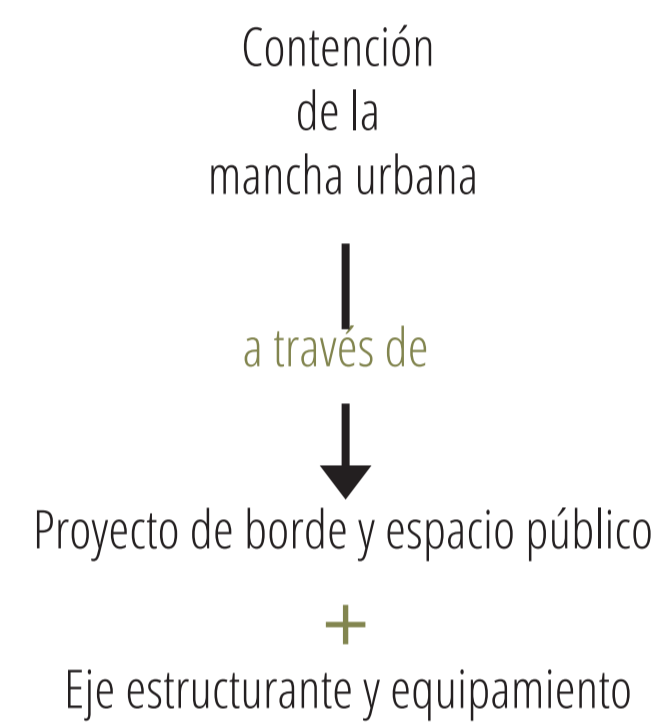 Contención
de la
mancha urbana
a través de
Proyecto de borde y espacio público
+
Eje estructurante y equipamiento